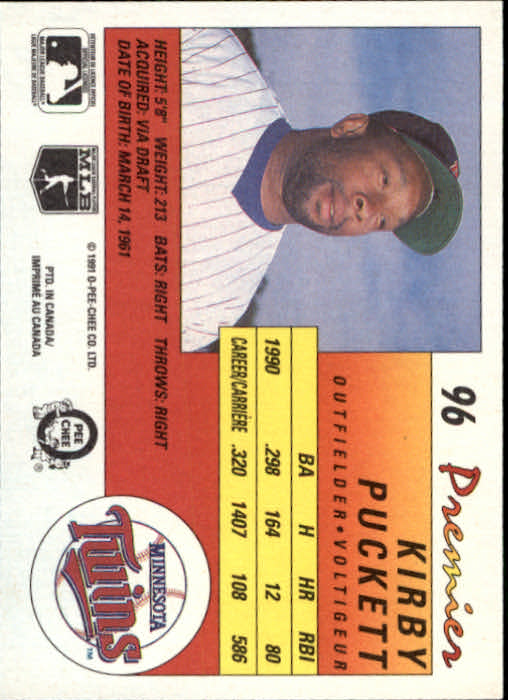 96 Premier
KIRBY
PUCKETT
OUTFIELDER • VOLTIGEUR
BA H HR RBI
1990 .298 164 12 80
CAREER/CARRIÈRE .320 1407 108 586
HEIGHT: 5'8" WEIGHT: 213 BATS: RIGHT THROWS: RIGHT
ACQUIRED: VIA DRAFT
DATE OF BIRTH: MARCH 14, 1961
MINNESOTA
Twins
TM
MLB
© 1991 O-PEE-CHEE CO. LTD.
PTD. IN CANADA/
IMPRIMÉ AU CANADA
O
PEE
CHEE
®